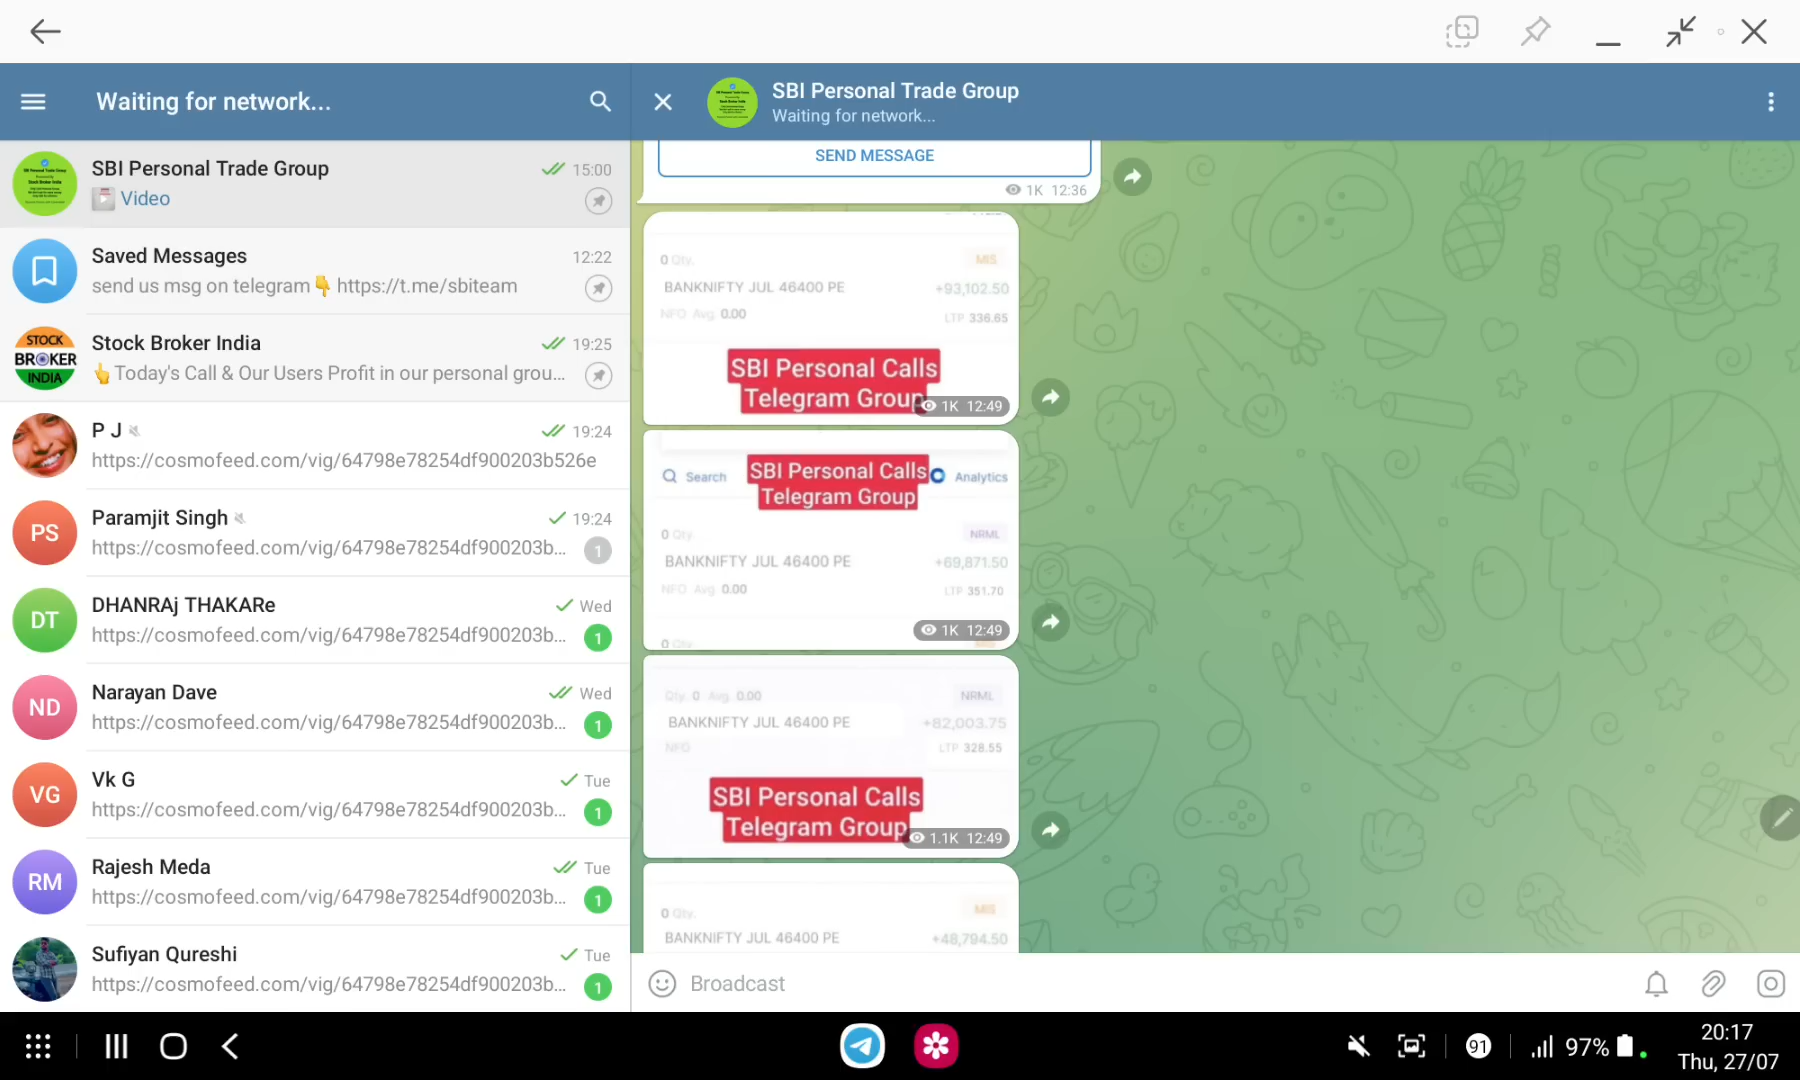 Waiting for network...
SBI Personal Trade Group
15:00
Video
Saved Messages
12:22
send us msg on telegram👇 https://t.me/sbiteam
STOCK
BROKER
INDIA
Stock Broker India
19:25
👆Today's Call & Our Users Profit in our personal grou...
P J
19:24
https://cosmofeed.com/vig/64798e78254df900203b526e
PS
Paramjit Singh
19:24
https://cosmofeed.com/vig/64798e78254df900203b...
1
DT
DHANRAj THAKARe
Wed
https://cosmofeed.com/vig/64798e78254df900203b...
1
ND
Narayan Dave
Wed
https://cosmofeed.com/vig/64798e78254df900203b...
1
VG
Vk G
Tue
https://cosmofeed.com/vig/64798e78254df900203b...
1
RM
Rajesh Meda
Tue
https://cosmofeed.com/vig/64798e78254df900203b...
1
Sufiyan Qureshi
Tue
https://cosmofeed.com/vig/64798e78254df900203b...
1
SBI Personal Trade Group
Waiting for network...
SEND MESSAGE
1K 12:36
0 Qty.
MIS
BANKNIFTY JUL 46400 PE
+93,102.50
NFO Avg. 0.00
LTP 336.65
SBI Personal Calls
Telegram Group
1K 12:49
Search
SBI Personal Calls
Telegram Group
Analytics
0 Qty.
NRML
BANKNIFTY JUL 46400 PE
+69,871.50
NFO Avg. 0.00
LTP 351.70
0 Qty
1K 12:49
Qty. 0 Avg. 0.00
NRML
BANKNIFTY JUL 46400 PE
+82,003.75
NFO
LTP 328.55
SBI Personal Calls
Telegram Group
1.1K 12:49
0 Qty.
MIS
BANKNIFTY JUL 46400 PE
+48,794.50
Broadcast
91
97%
20:17
Thu, 27/07